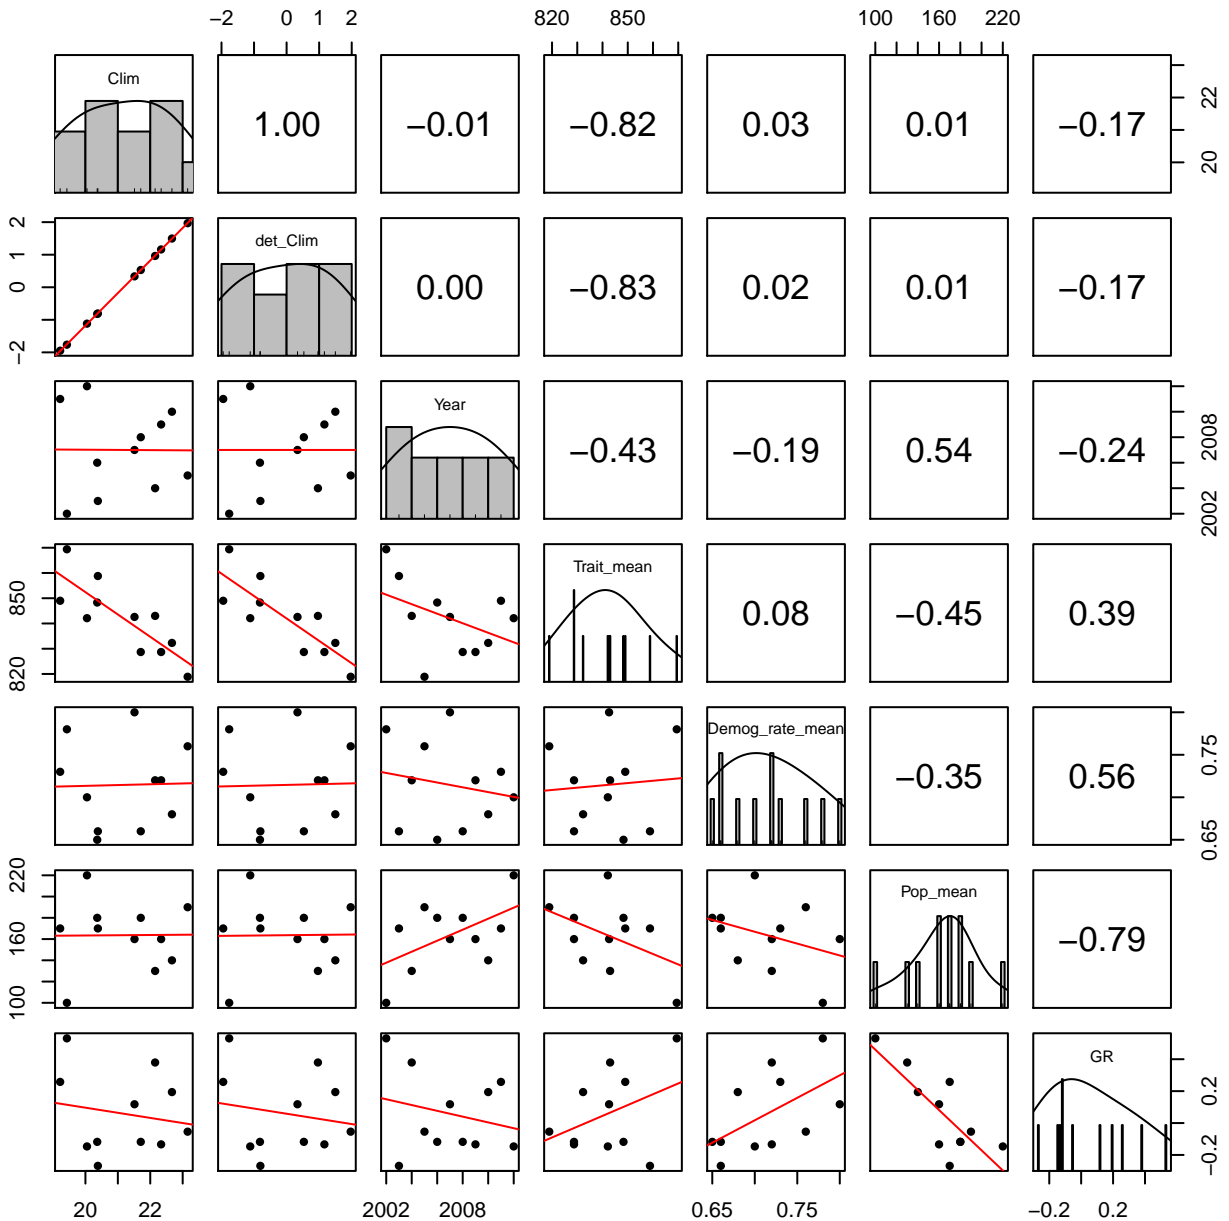 −2 0 1 2 820 850 100 160 220
Clim
1.00 −0.01 −0.82 0.03 0.01 −0.17
20 22
−2 0 1 2
det_Clim
0.00 −0.83 0.02 0.01 −0.17
Year
−0.43 −0.19 0.54 −0.24
2002 2008
820 850
Trait_mean
0.08 −0.45 0.39
Demog_rate_mean
−0.35 0.56
0.65 0.75
100 160 220
Pop_mean
−0.79
GR
−0.2 0.2
20 22 2002 2008 0.65 0.75 −0.2 0.2